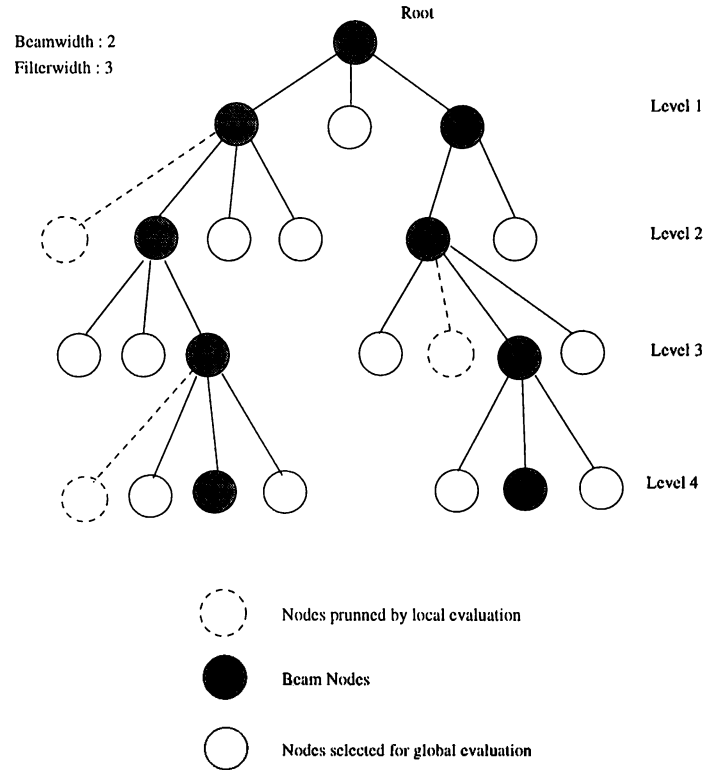 Root
Beamwidth : 2
Filterwidth : 3
Level 1
Level 2
Level 3
Level 4
Nodes prunned by local evaluation
Beam Nodes
Nodes selected for global evaluation